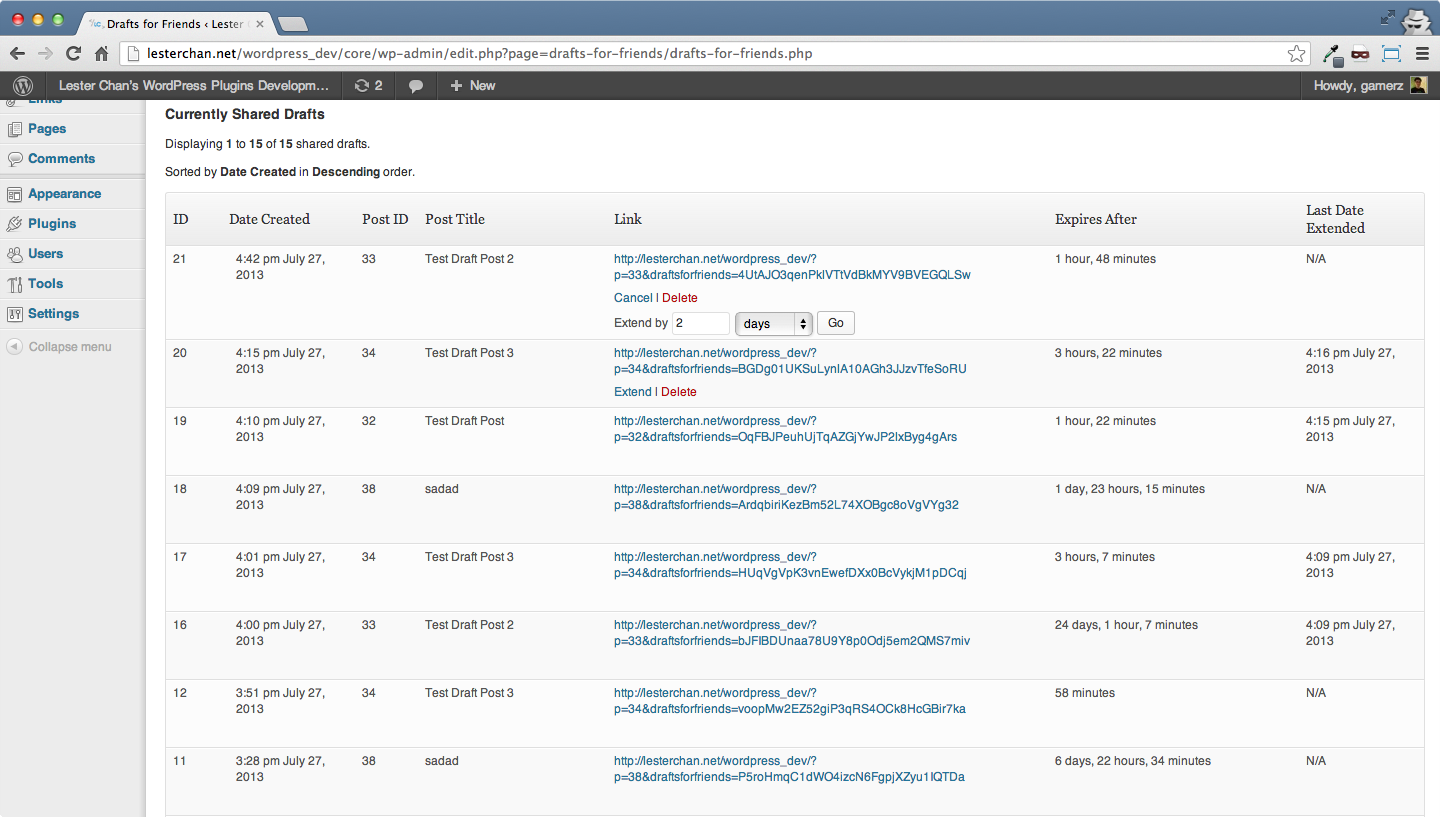 Drafts for Friends ‹ Lester
lesterchan.net/wordpress_dev/core/wp-admin/edit.php?page=drafts-for-friends/drafts-for-friends.php
Lester Chan's WordPress Plugins Developm… 2 New Howdy, gamerz
Links
Pages
Comments
Appearance
Plugins
Users
Tools
Settings
Collapse menu
Currently Shared Drafts
Displaying 1 to 15 of 15 shared drafts.
Sorted by Date Created in Descending order.
ID Date Created Post ID Post Title Link Expires After Last Date
Extended
21 4:42 pm July 27, 33 Test Draft Post 2 http://lesterchan.net/wordpress_dev/? 1 hour, 48 minutes N/A
2013 p=33&draftsforfriends=4UtAJO3qenPklVTtVdBkMYV9BVEGQLSw
Cancel | Delete
Extend by 2 days Go
20 4:15 pm July 27, 34 Test Draft Post 3 http://lesterchan.net/wordpress_dev/? 3 hours, 22 minutes 4:16 pm July 27,
2013 p=34&draftsforfriends=BGDg01UKSuLynIA10AGh3JJzvTfeSoRU 2013
Extend | Delete
19 4:10 pm July 27, 32 Test Draft Post http://lesterchan.net/wordpress_dev/? 1 hour, 22 minutes 4:15 pm July 27,
2013 p=32&draftsforfriends=OqFBJPeuhUjTqAZGjYwJP2IxByg4gArs 2013
18 4:09 pm July 27, 38 sadad http://lesterchan.net/wordpress_dev/? 1 day, 23 hours, 15 minutes N/A
2013 p=38&draftsforfriends=ArdqbiriKezBm52L74XOBgc8oVgVYg32
17 4:01 pm July 27, 34 Test Draft Post 3 http://lesterchan.net/wordpress_dev/? 3 hours, 7 minutes 4:09 pm July 27,
2013 p=34&draftsforfriends=HUqVgVpK3vnEwefDXx0BcVykjM1pDCqj 2013
16 4:00 pm July 27, 33 Test Draft Post 2 http://lesterchan.net/wordpress_dev/? 24 days, 1 hour, 7 minutes 4:09 pm July 27,
2013 p=33&draftsforfriends=bJFIBDUnaa78U9Y8p0Odj5em2QMS7miv 2013
12 3:51 pm July 27, 34 Test Draft Post 3 http://lesterchan.net/wordpress_dev/? 58 minutes N/A
2013 p=34&draftsforfriends=voopMw2EZ52giP3qRS4OCk8HcGBir7ka
11 3:28 pm July 27, 38 sadad http://lesterchan.net/wordpress_dev/? 6 days, 22 hours, 34 minutes N/A
2013 p=38&draftsforfriends=P5roHmqC1dWO4izcN6FgpjXZyu1IQTDa